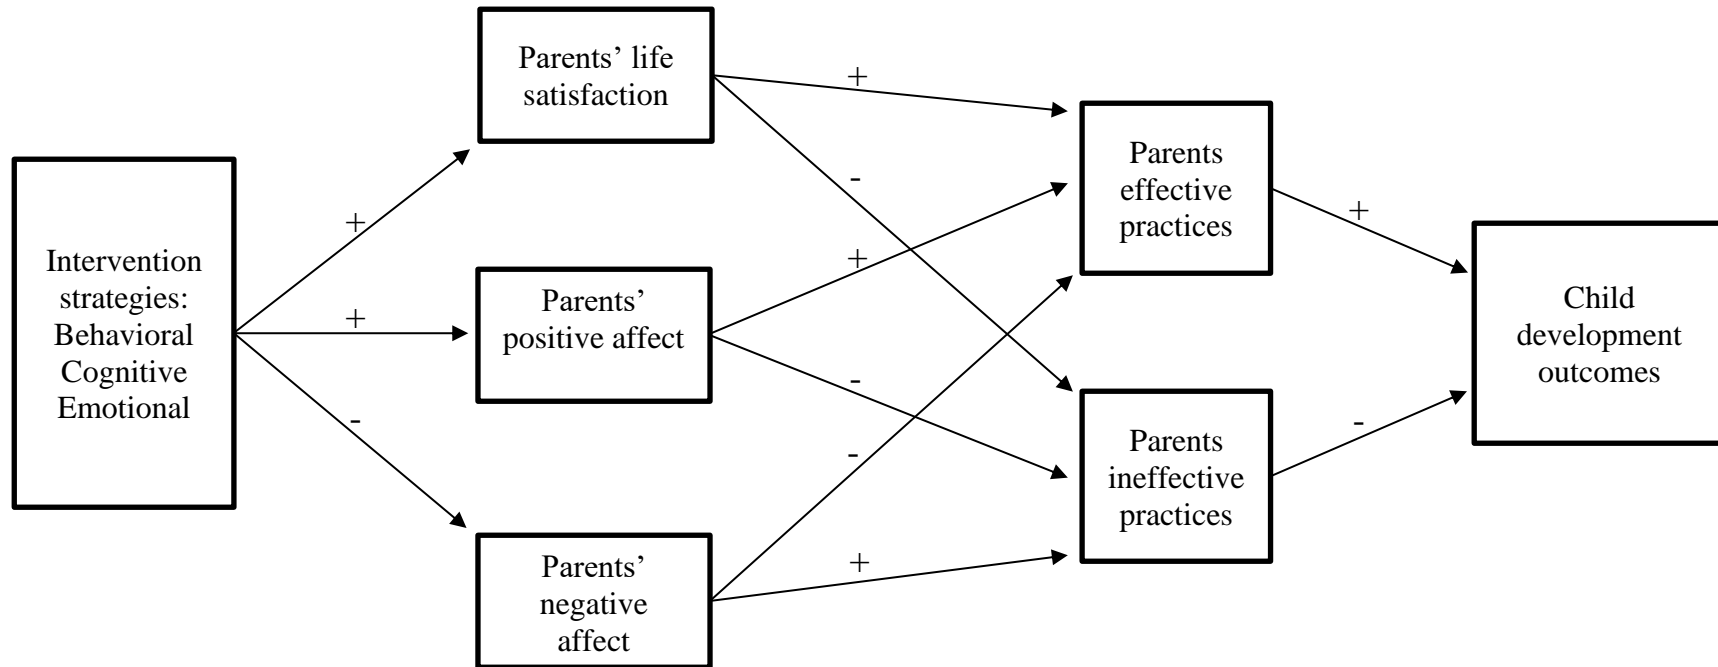 Intervention
strategies:
Behavioral
Cognitive
Emotional
+
+
-
Parents’ life
satisfaction
Parents’
positive affect
Parents’
negative
affect
+
-
+
-
-
+
Parents
effective
practices
Parents
ineffective
practices
+
-
Child
development
outcomes